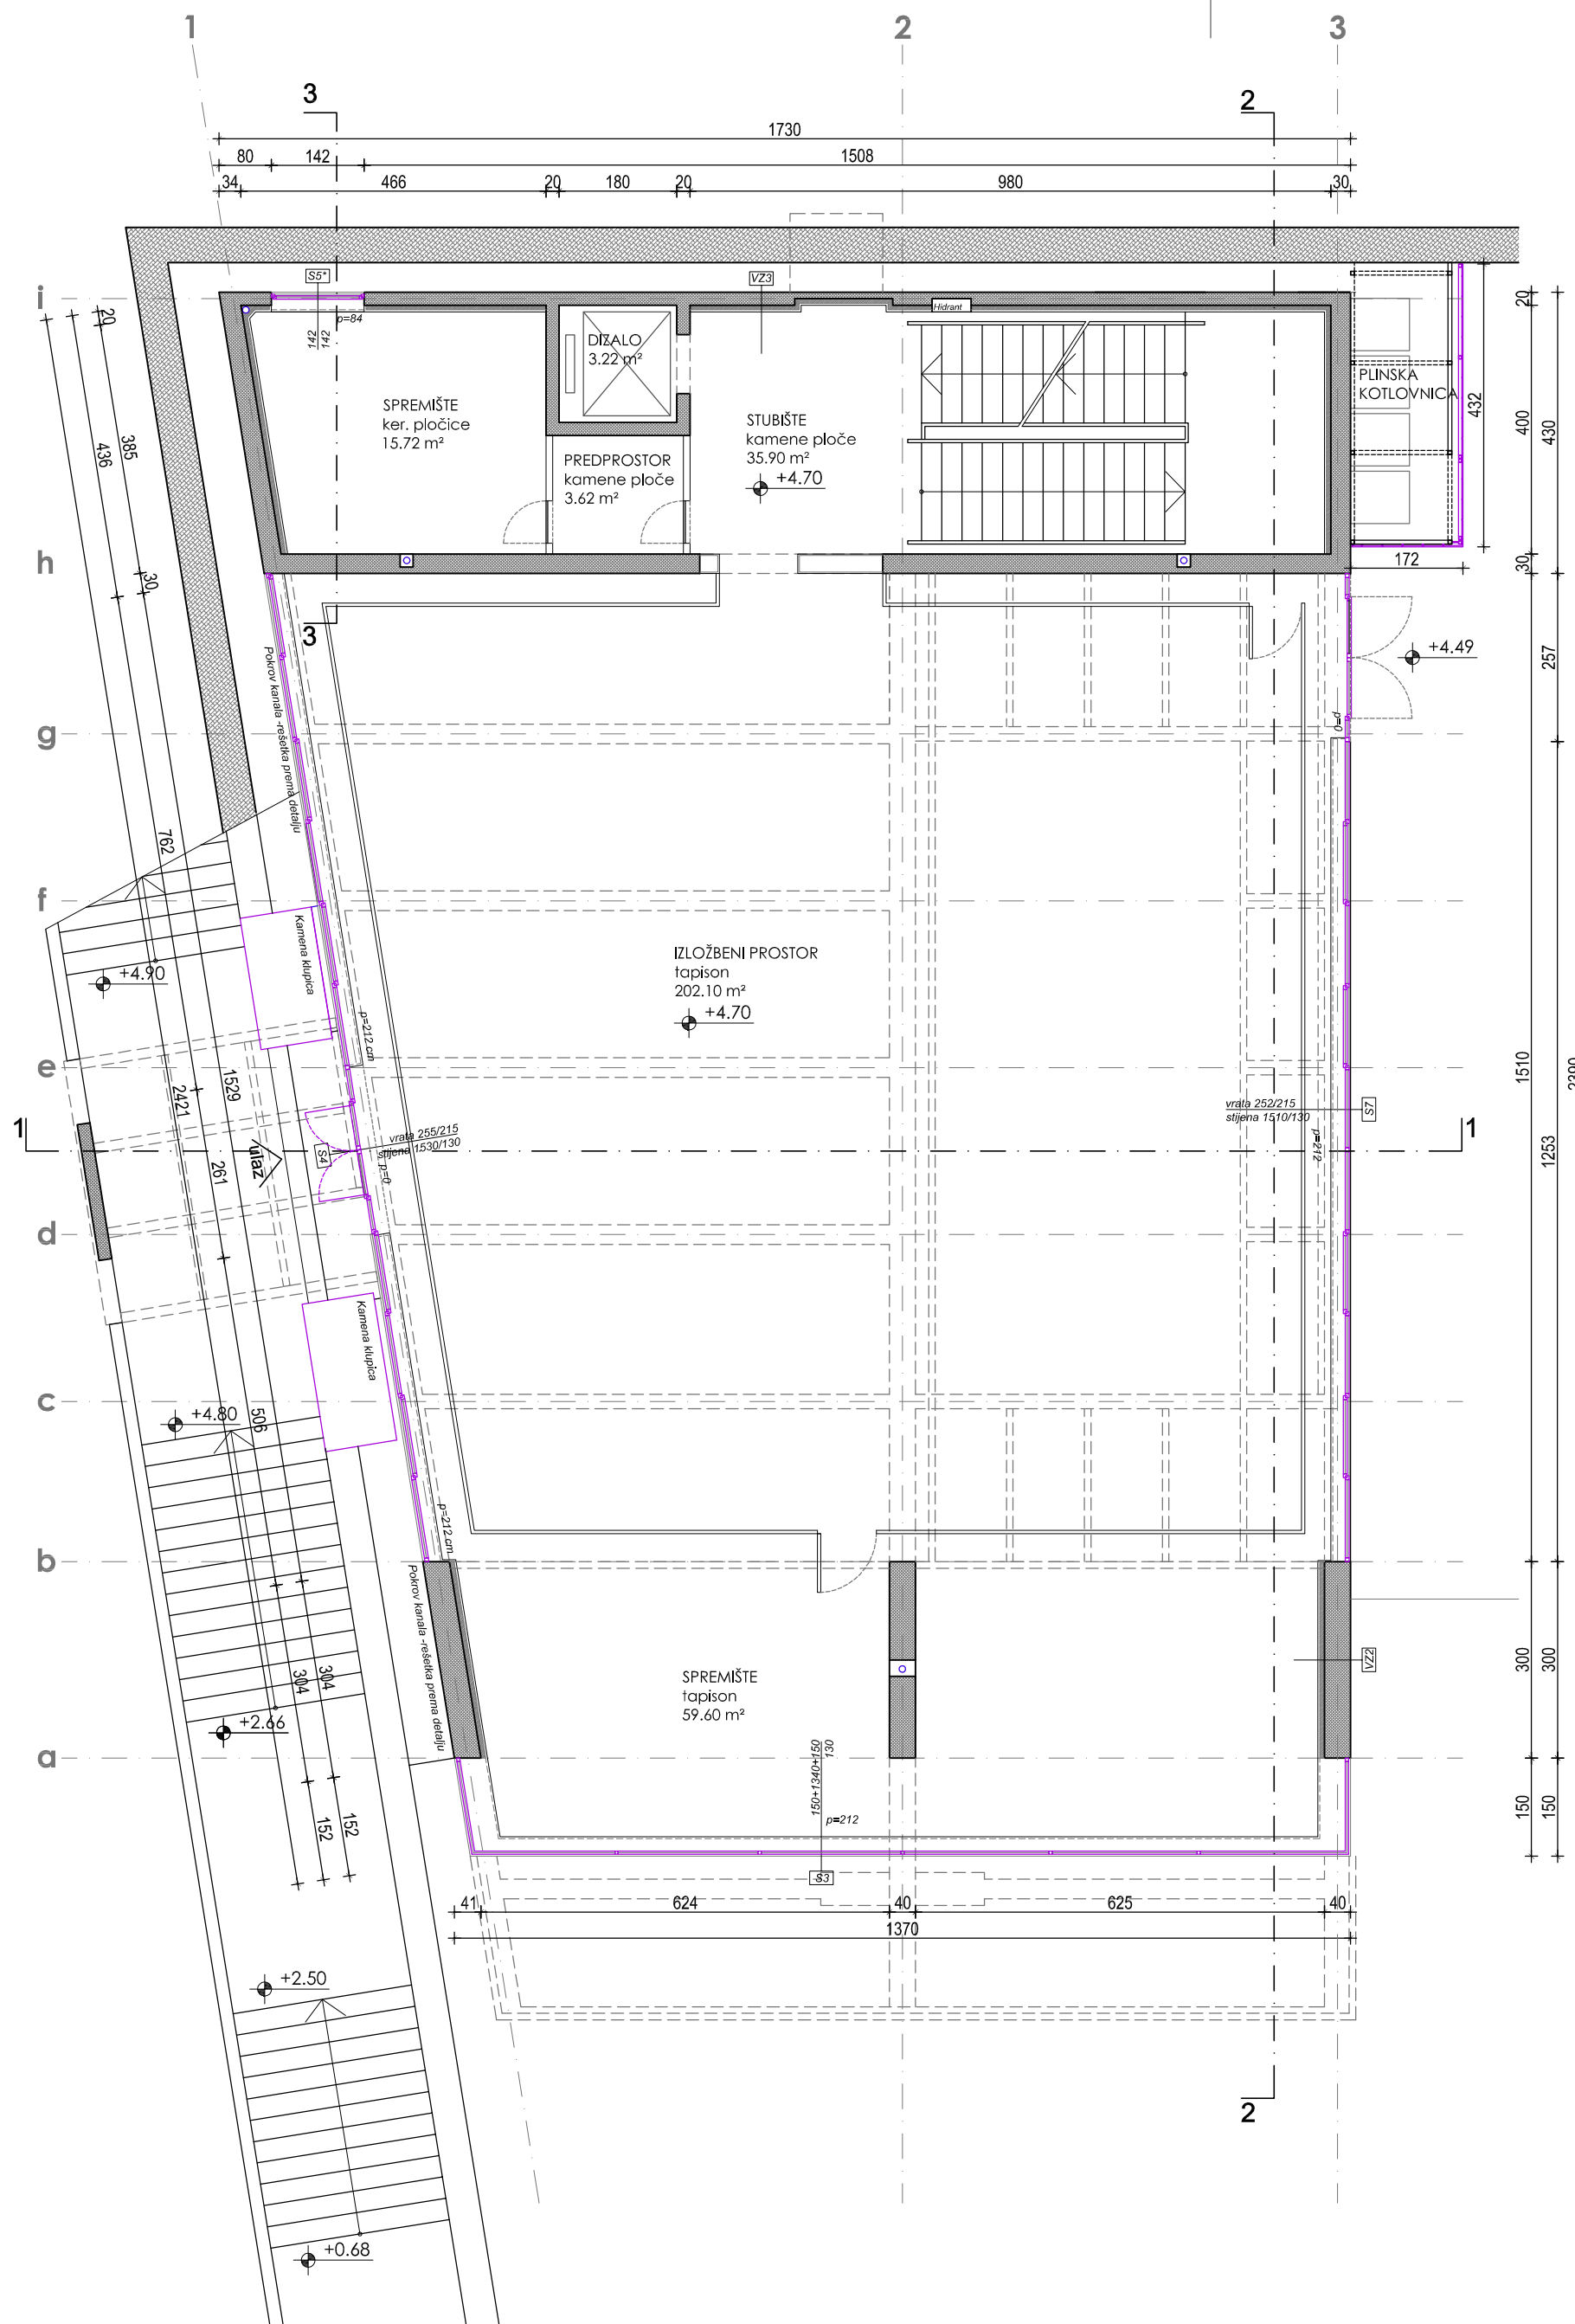 1
2
3
3
2
1730
80
142
1508
34
466
20
180
20
980
30
i
S5*
142
142
p=84
VZ3
Hidrant
DIZALO
3.22 m²
SPREMIŠTE
ker. pločice
15.72 m²
PREDPROSTOR
kamene ploče
3.62 m²
STUBIŠTE
kamene ploče
35.90 m²
+4.70
PLINSKA
KOTLOVNICA
432
172
20
400
430
30
257
20
385
436
30
h
3
Pokrov kanala -rešetka prema detalju
+4.49
p=0
g
762
f
Kamena klupica
+4.90
IZLOŽBENI PROSTOR
tapison
202.10 m²
+4.70
p=212 cm
e
1529
2421
261
1510
2390
1253
1
ulaz
S4
vrata 255/215
stijena 1530/130
p=0
vrata 252/215
stijena 1510/130
S7
p=212
1
d
Kamena klupica
c
+4.80
506
p=212 cm
b
Pokrov kanala -rešetka prema detalju
304
304
SPREMIŠTE
tapison
59.60 m²
VZ2
300
300
+2.66
a
150+1340+150
130
p=212
152
152
150
150
S3
41
624
40
625
40
1370
+2.50
2
+0.68